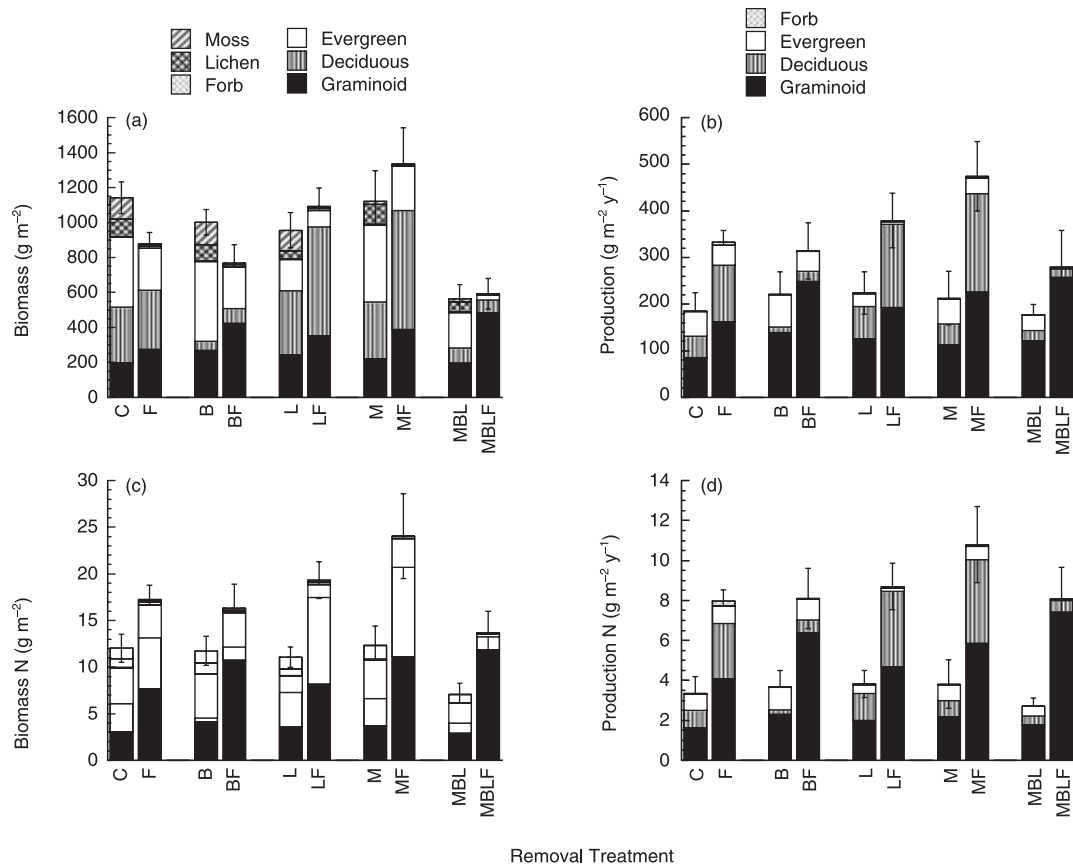 Moss
Lichen
Forb
Evergreen
Deciduous
Graminoid
Forb
Evergreen
Deciduous
Graminoid
(a)
Biomass (g m⁻²)
1600
1400
1200
1000
800
600
400
200
0
C F B BF L LF M MF MBL MBLF
(b)
Production (g m⁻² y⁻¹)
600
500
400
300
200
100
0
C F B BF L LF M MF MBL MBLF
(c)
Biomass N (g m⁻²)
30
25
20
15
10
5
0
C F B BF L LF M MF MBL MBLF
(d)
Production N (g m⁻² y⁻¹)
14
12
10
8
6
4
2
0
C F B BF L LF M MF MBL MBLF
Removal Treatment